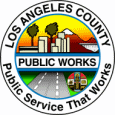 LOS ANGELES COUNTY
PUBLIC WORKS
Public Service That Works